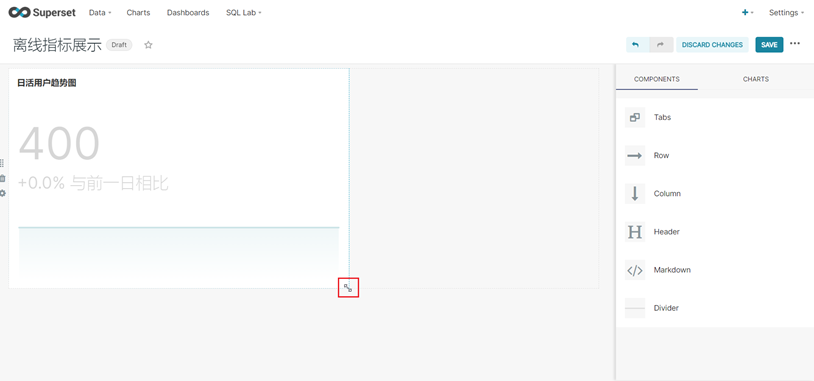 Superset Data Charts Dashboards SQL Lab + Settings
离线指标展示 Draft DISCARD CHANGES SAVE
日活用户趋势图
400
+0.0% 与前一日相比
COMPONENTS CHARTS
Tabs
Row
Column
H Header
</> Markdown
Divider